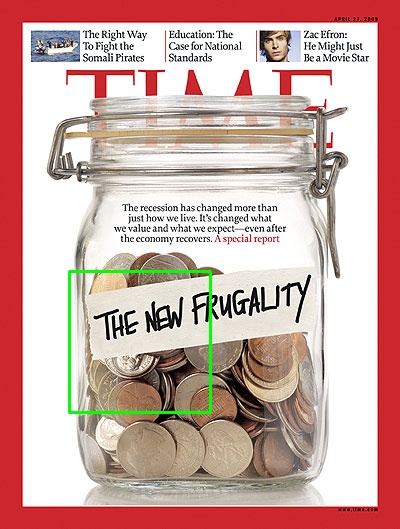 APRIL 27, 2009
The Right Way
To Fight the
Somali Pirates
Education: The
Case for National
Standards
Zac Efron:
He Might Just
Be a Movie Star
TIME
The recession has changed more than
just how we live. It's changed what
we value and what we expect—even after
the economy recovers. A special report
THE NEW FRUGALITY
www.time.com